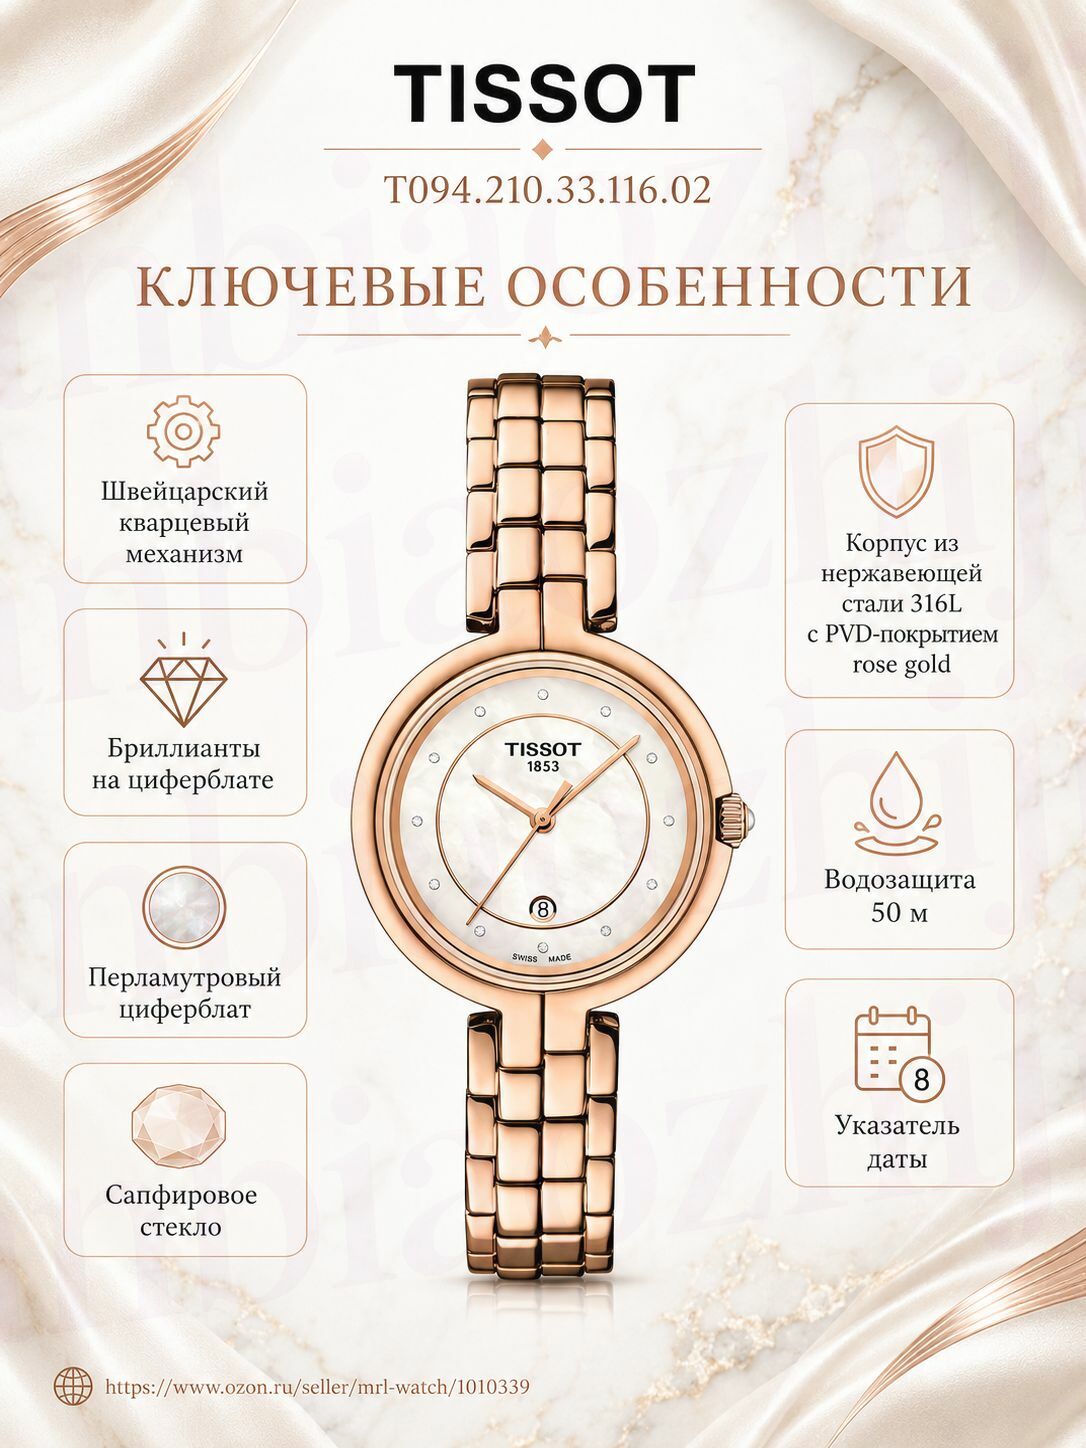 TISSOT
T094.210.33.116.02
КЛЮЧЕВЫЕ ОСОБЕННОСТИ
Швейцарский
кварцевый
механизм
Бриллианты
на циферблате
Перламутровый
циферблат
Сапфировое
стекло
TISSOT
1853
8
SWISS MADE
Корпус из
нержавеющей
стали 316L
с PVD-покрытием
rose gold
Водозащита
50 м
8
Указатель
даты
https://www.ozon.ru/seller/mrl-watch/1010339